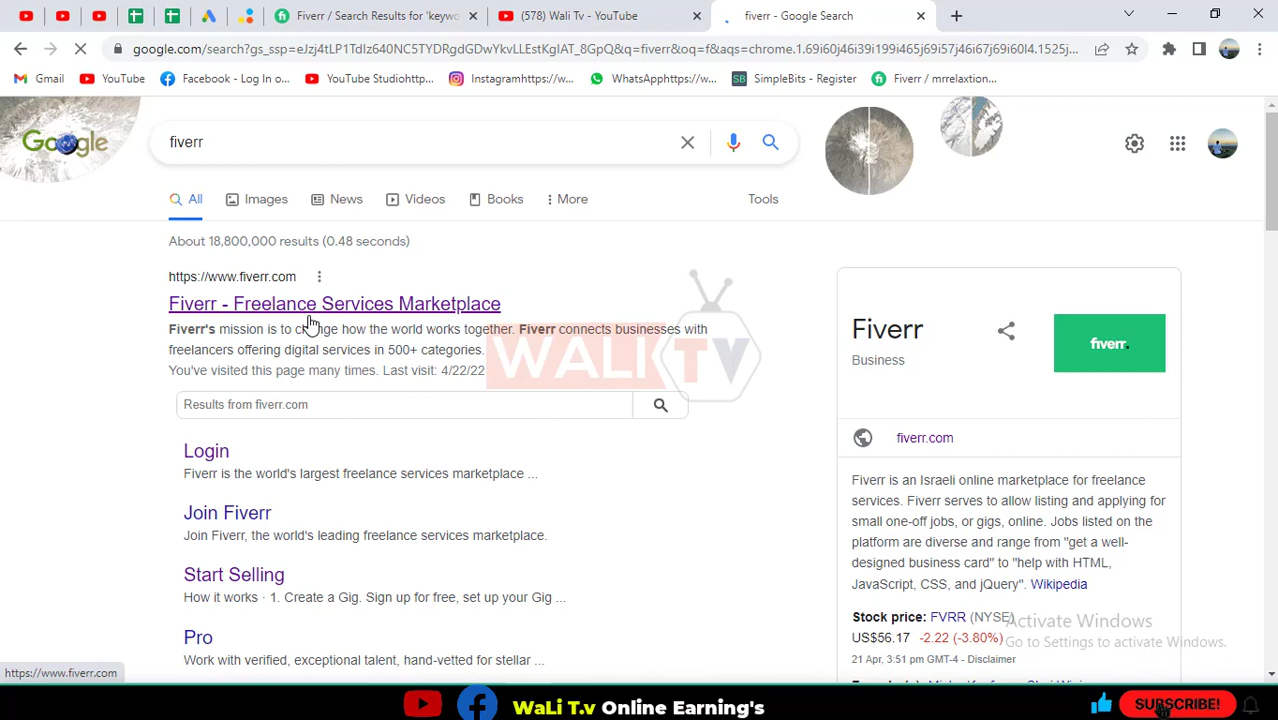 Fiverr / Search Results for 'keywo
(578) Wali Tv - YouTube
fiverr - Google Search
google.com/search?gs_ssp=eJzj4tLP1TdIz640NC5TYDRgdGDwYkvLLEstKgIAT_8GpQ&q=fiverr&oq=f&aqs=chrome.1.69i60j46i39i199i465j69i57j46i67j69i60l4.1525j...
Gmail
YouTube
Facebook - Log In o...
YouTube Studiohttp...
Instagramhttps://w...
WhatsApphttps://w...
SB SimpleBits - Register
Fiverr / mrrelaxtion...
Google
fiverr
All
Images
News
Videos
Books
More
Tools
About 18,800,000 results (0.48 seconds)
https://www.fiverr.com
Fiverr - Freelance Services Marketplace
Fiverr's mission is to change how the world works together. Fiverr connects businesses with
freelancers offering digital services in 500+ categories.
You've visited this page many times. Last visit: 4/22/22
WALI TV
Results from fiverr.com
Login
Fiverr is the world's largest freelance services marketplace ...
Join Fiverr
Join Fiverr, the world's leading freelance services marketplace.
Start Selling
How it works · 1. Create a Gig. Sign up for free, set up your Gig ...
Pro
Work with verified, exceptional talent, hand-vetted for stellar ...
Fiverr
Business
fiverr.
fiverr.com
Fiverr is an Israeli online marketplace for freelance
services. Fiverr serves to allow listing and applying for
small one-off jobs, or gigs, online. Jobs listed on the
platform are diverse and range from "get a well-
designed business card" to "help with HTML,
JavaScript, CSS, and jQuery". Wikipedia
Stock price: FVRR (NYSE)
US$56.17 -2.22 (-3.80%)
21 Apr, 3:51 pm GMT-4 - Disclaimer
Activate Windows
Go to Settings to activate Windows.
https://www.fiverr.com
WaLi T.v Online Earning's
SUBSCRIBE!